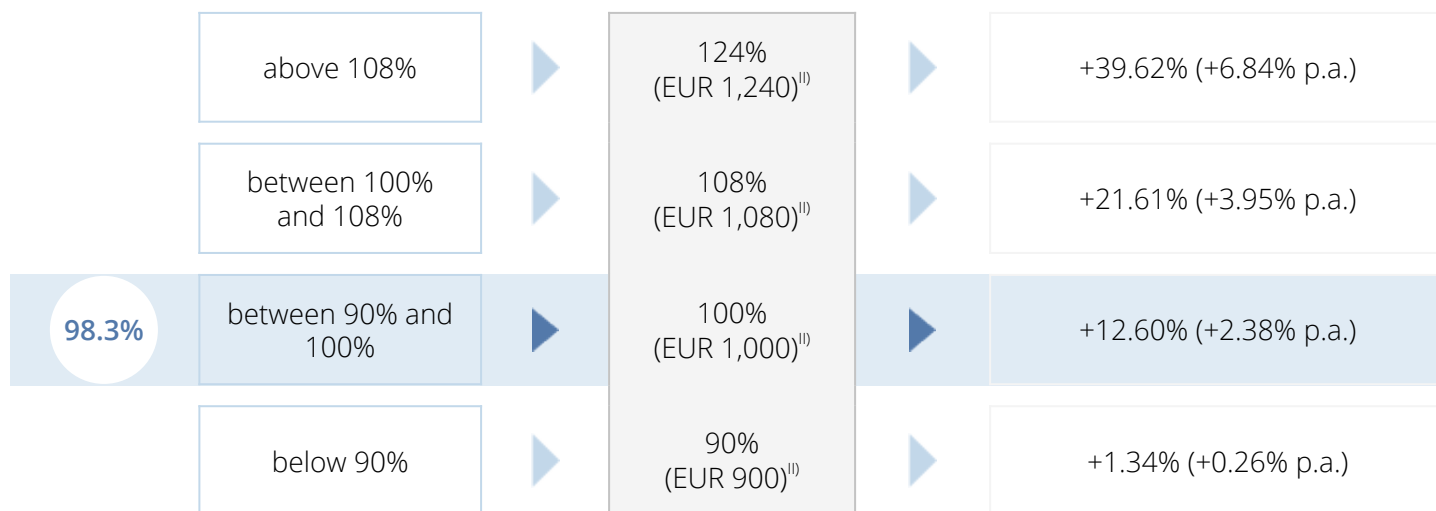 above 108%
124%
(EUR 1,240)II)
+39.62% (+6.84% p.a.)
between 100%
and 108%
108%
(EUR 1,080)II)
+21.61% (+3.95% p.a.)
98.3%
between 90% and
100%
100%
(EUR 1,000)II)
+12.60% (+2.38% p.a.)
below 90%
90%
(EUR 900)II)
+1.34% (+0.26% p.a.)